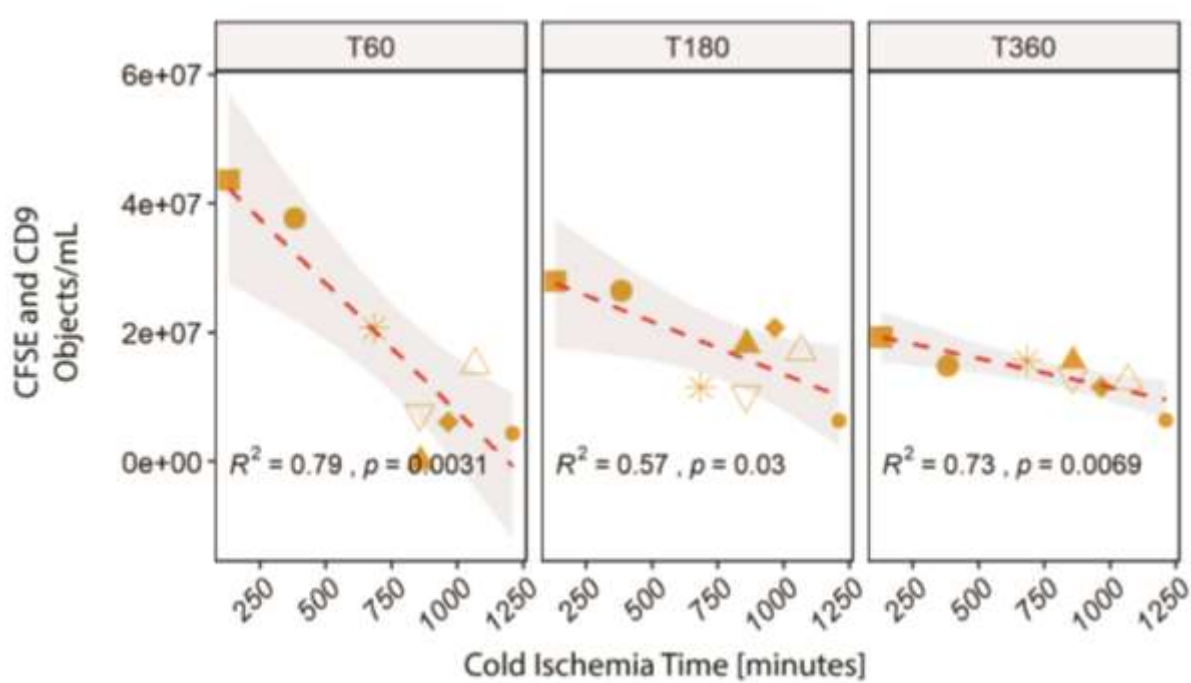 T60 T180 T360
6e+07
4e+07
2e+07
0e+00
CFSE and CD9
Objects/mL
R² = 0.79 , p = 0.0031
R² = 0.57 , p = 0.03
R² = 0.73 , p = 0.0069
250 500 750 1000 1250 250 500 750 1000 1250 250 500 750 1000 1250
Cold Ischemia Time [minutes]